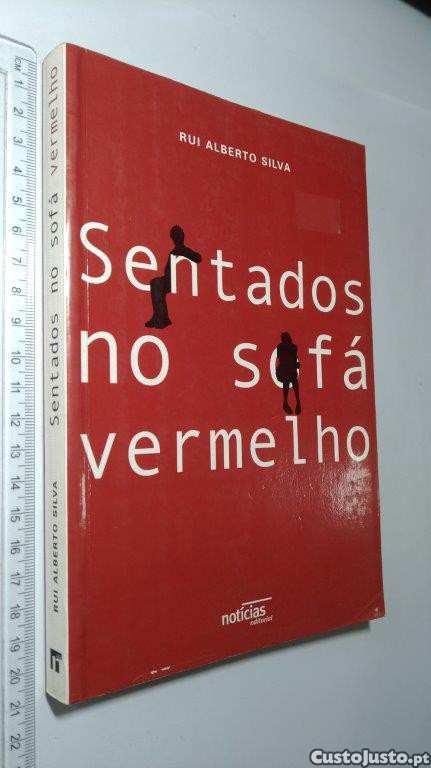 RUI ALBERTO SILVA
Sentados
no sofá
vermelho
notícias
editorial
Sentados no sofá vermelho
RUI ALBERTO SILVA
CM 1 2 3 4 5 6 7 8 9 10 11 12 13 14 15 16 17 18 19 20 21 22
CustoJusto.pt